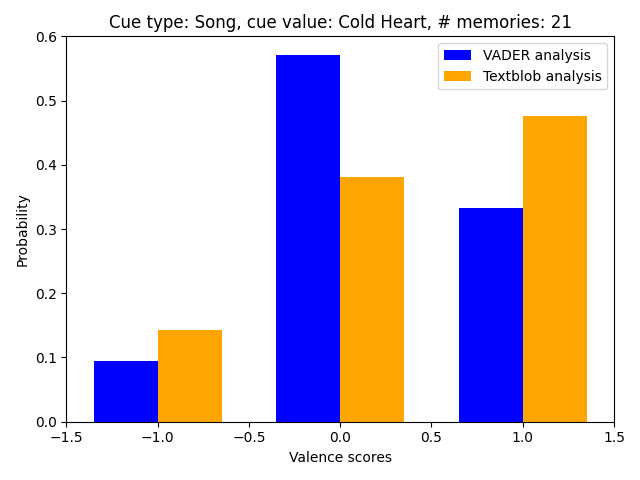 Cue type: Song, cue value: Cold Heart, # memories: 21
VADER analysis
Textblob analysis
Probability
0.6
0.5
0.4
0.3
0.2
0.1
0.0
−1.5 −1.0 −0.5 0.0 0.5 1.0 1.5
Valence scores